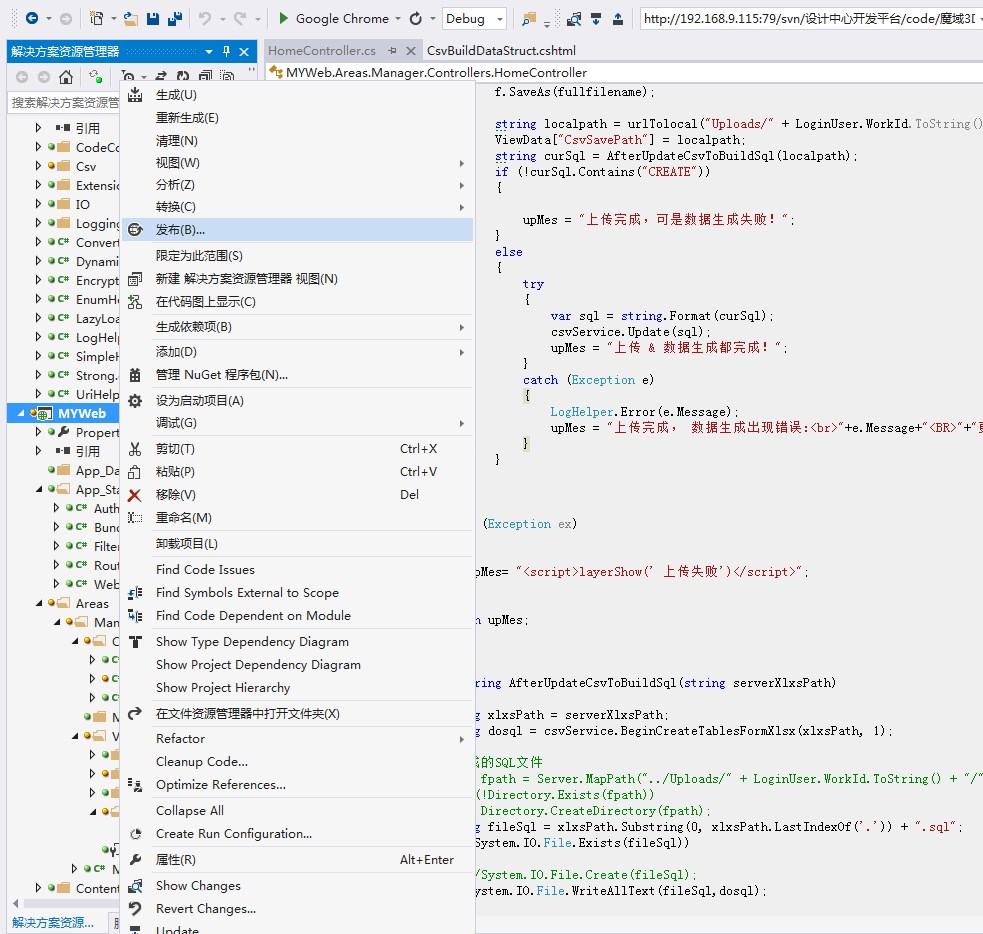 Google Chrome
Debug
http://192.168.9.115:79/svn/设计中心开发平台/code/魔域3D
解决方案资源管理器
HomeController.cs
CsvBuildDataStruct.cshtml
MYWeb.Areas.Manager.Controllers.HomeController
搜索解决方案资源管
引用
CodeCo
Csv
Extensio
IO
Logging
Convert
Dynami
Encrypt
EnumHe
LazyLoa
LogHelp
SimpleH
Strong.
UriHelp
MYWeb
Propert
引用
App_Da
App_Sta
Auth
Bund
Filter
Rout
Web
Areas
Man
C
C#
C#
C#
M
V
C# M
Content
解决方案资源...
生成(U)
重新生成(E)
清理(N)
视图(W)
分析(Z)
转换(C)
发布(B)...
限定为此范围(S)
新建 解决方案资源管理器 视图(N)
在代码图上显示(C)
生成依赖项(B)
添加(D)
管理 NuGet 程序包(N)...
设为启动项目(A)
调试(G)
剪切(T) Ctrl+X
粘贴(P) Ctrl+V
移除(V) Del
重命名(M)
卸载项目(L)
Find Code Issues
Find Symbols External to Scope
Find Code Dependent on Module
Show Type Dependency Diagram
Show Project Dependency Diagram
Show Project Hierarchy
在文件资源管理器中打开文件夹(X)
Refactor
Cleanup Code...
Optimize References...
Collapse All
Create Run Configuration...
属性(R) Alt+Enter
Show Changes
Revert Changes...
Update
f.SaveAs(fullfilename);
string localpath = urlTolocal("Uploads/" + LoginUser.WorkId.ToString()
ViewData["CsvSavePath"] = localpath;
string curSql = AfterUpdateCsvToBuildSql(localpath);
if (!curSql.Contains("CREATE"))
{
upMes = "上传完成，可是数据生成失败！";
}
else
{
try
{
var sql = string.Format(curSql);
csvService.Update(sql);
upMes = "上传 & 数据生成都完成！";
}
catch (Exception e)
{
LogHelper.Error(e.Message);
upMes = "上传完成， 数据生成出现错误:<br>"+e.Message+"<BR>"+"
}
}
(Exception ex)
pMes= "<script>layerShow(' 上传失败')</script>";
n upMes;
ring AfterUpdateCsvToBuildSql(string serverXlxsPath)
g xlxsPath = serverXlxsPath;
g dosql = csvService.BeginCreateTablesFormXlsx(xlxsPath, 1);
成的SQL文件
fpath = Server.MapPath("../Uploads/" + LoginUser.WorkId.ToString() + "/"
(!Directory.Exists(fpath))
Directory.CreateDirectory(fpath);
g fileSql = xlxsPath.Substring(0, xlxsPath.LastIndexOf('.')) + ".sql";
System.IO.File.Exists(fileSql))
/System.IO.File.Create(fileSql);
ystem.IO.File.WriteAllText(fileSql,dosql);